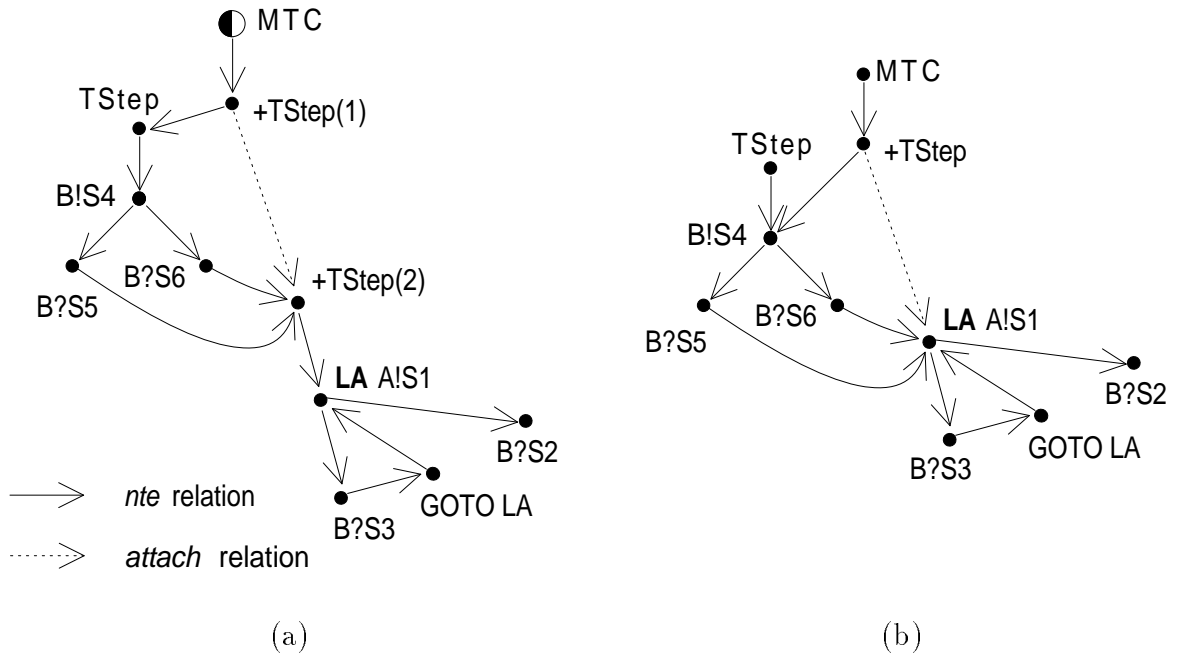 MTC
TStep
+TStep(1)
B!S4
B?S6
B?S5
+TStep(2)
LA A!S1
B?S2
GOTO LA
B?S3
nte relation
attach relation
(a)
MTC
TStep
+TStep
B!S4
B?S6
B?S5
LA A!S1
B?S2
GOTO LA
B?S3
(b)